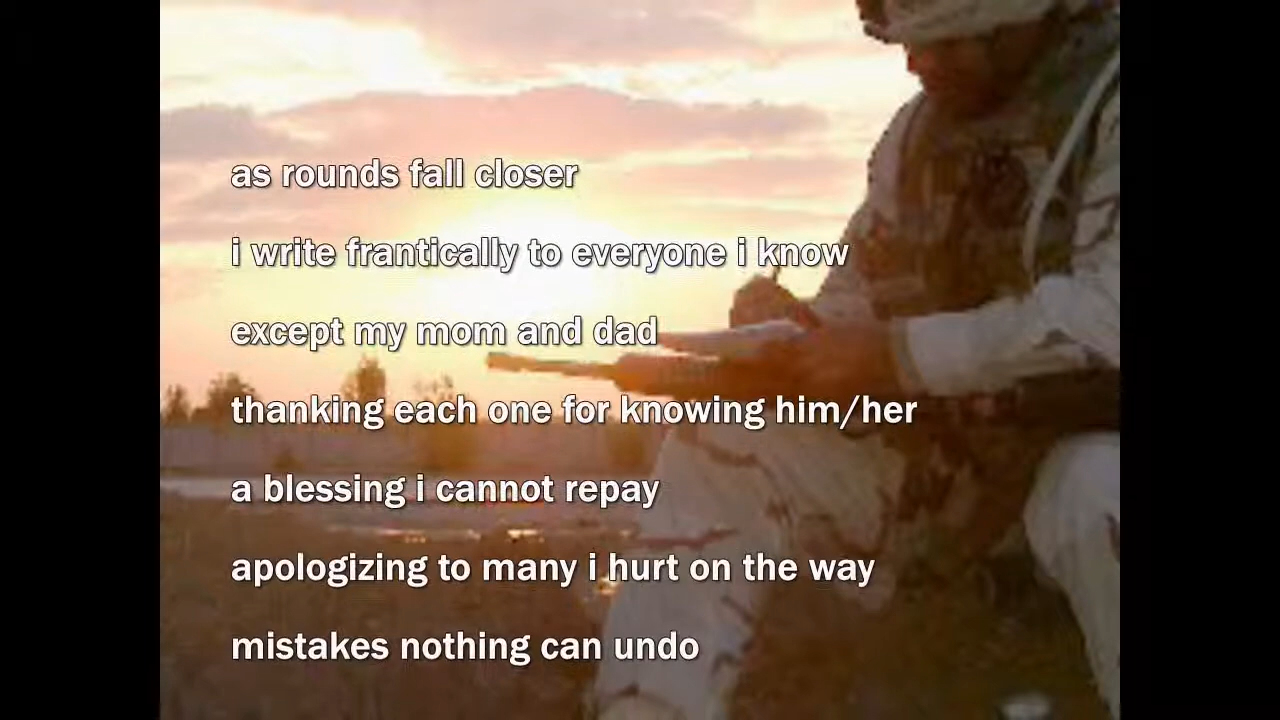 as rounds fall closer
i write frantically to everyone i know
except my mom and dad
thanking each one for knowing him/her
a blessing i cannot repay
apologizing to many i hurt on the way
mistakes nothing can undo